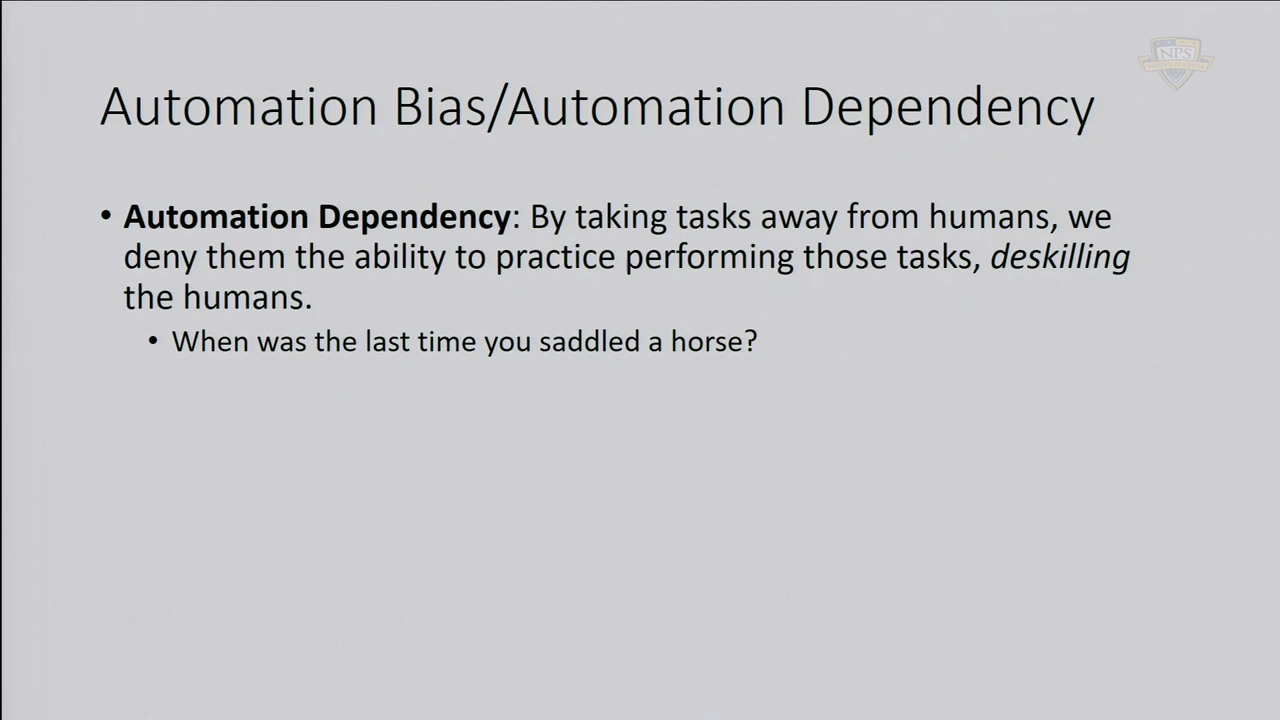 NPS
Automation Bias/Automation Dependency
• Automation Dependency: By taking tasks away from humans, we
deny them the ability to practice performing those tasks, deskilling
the humans.
• When was the last time you saddled a horse?